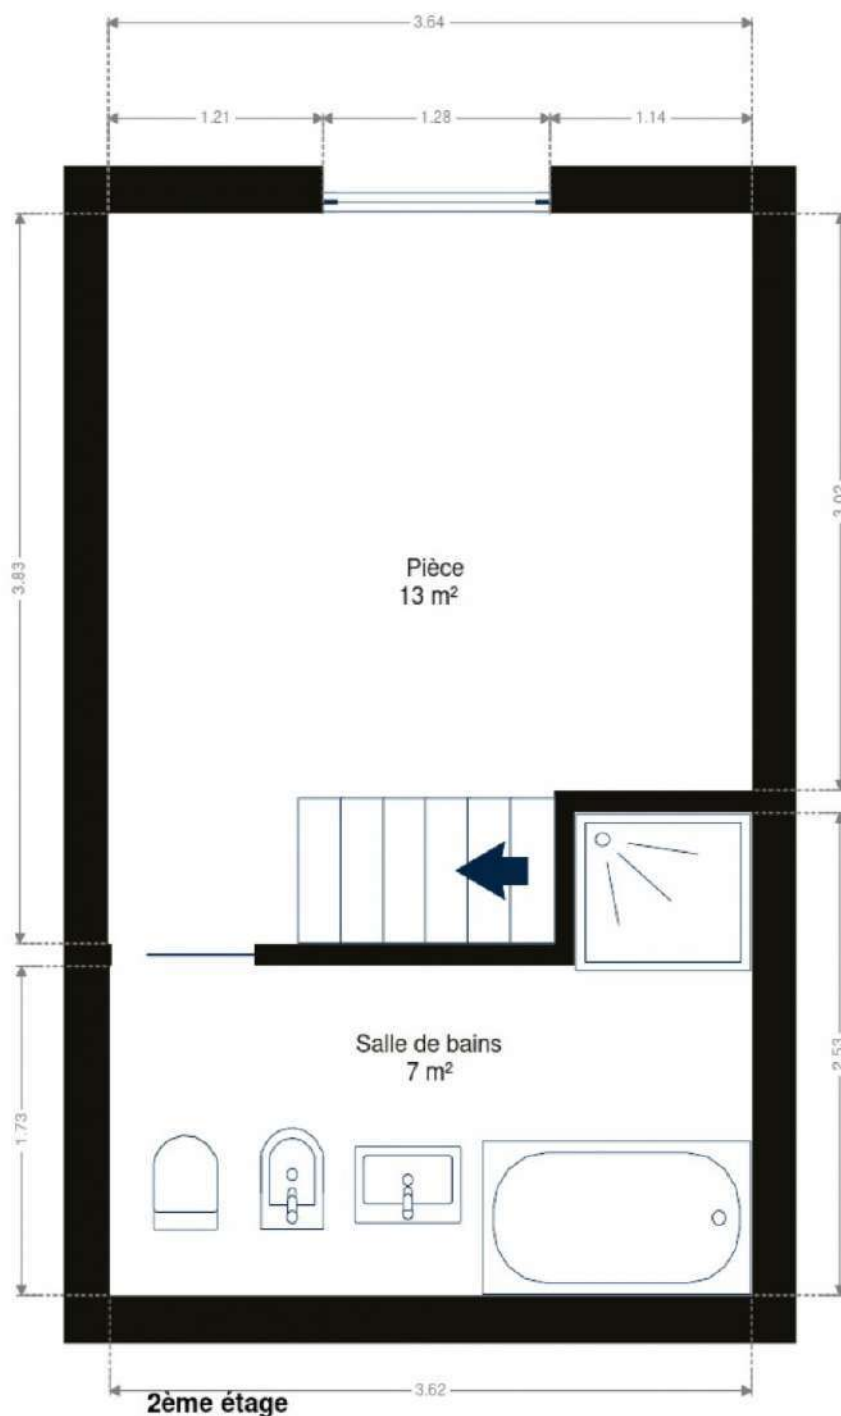 3.64
1.21
1.28
1.14
3.83
3.02
Pièce
13 m²
Salle de bains
7 m²
1.73
2.53
3.62
2ème étage